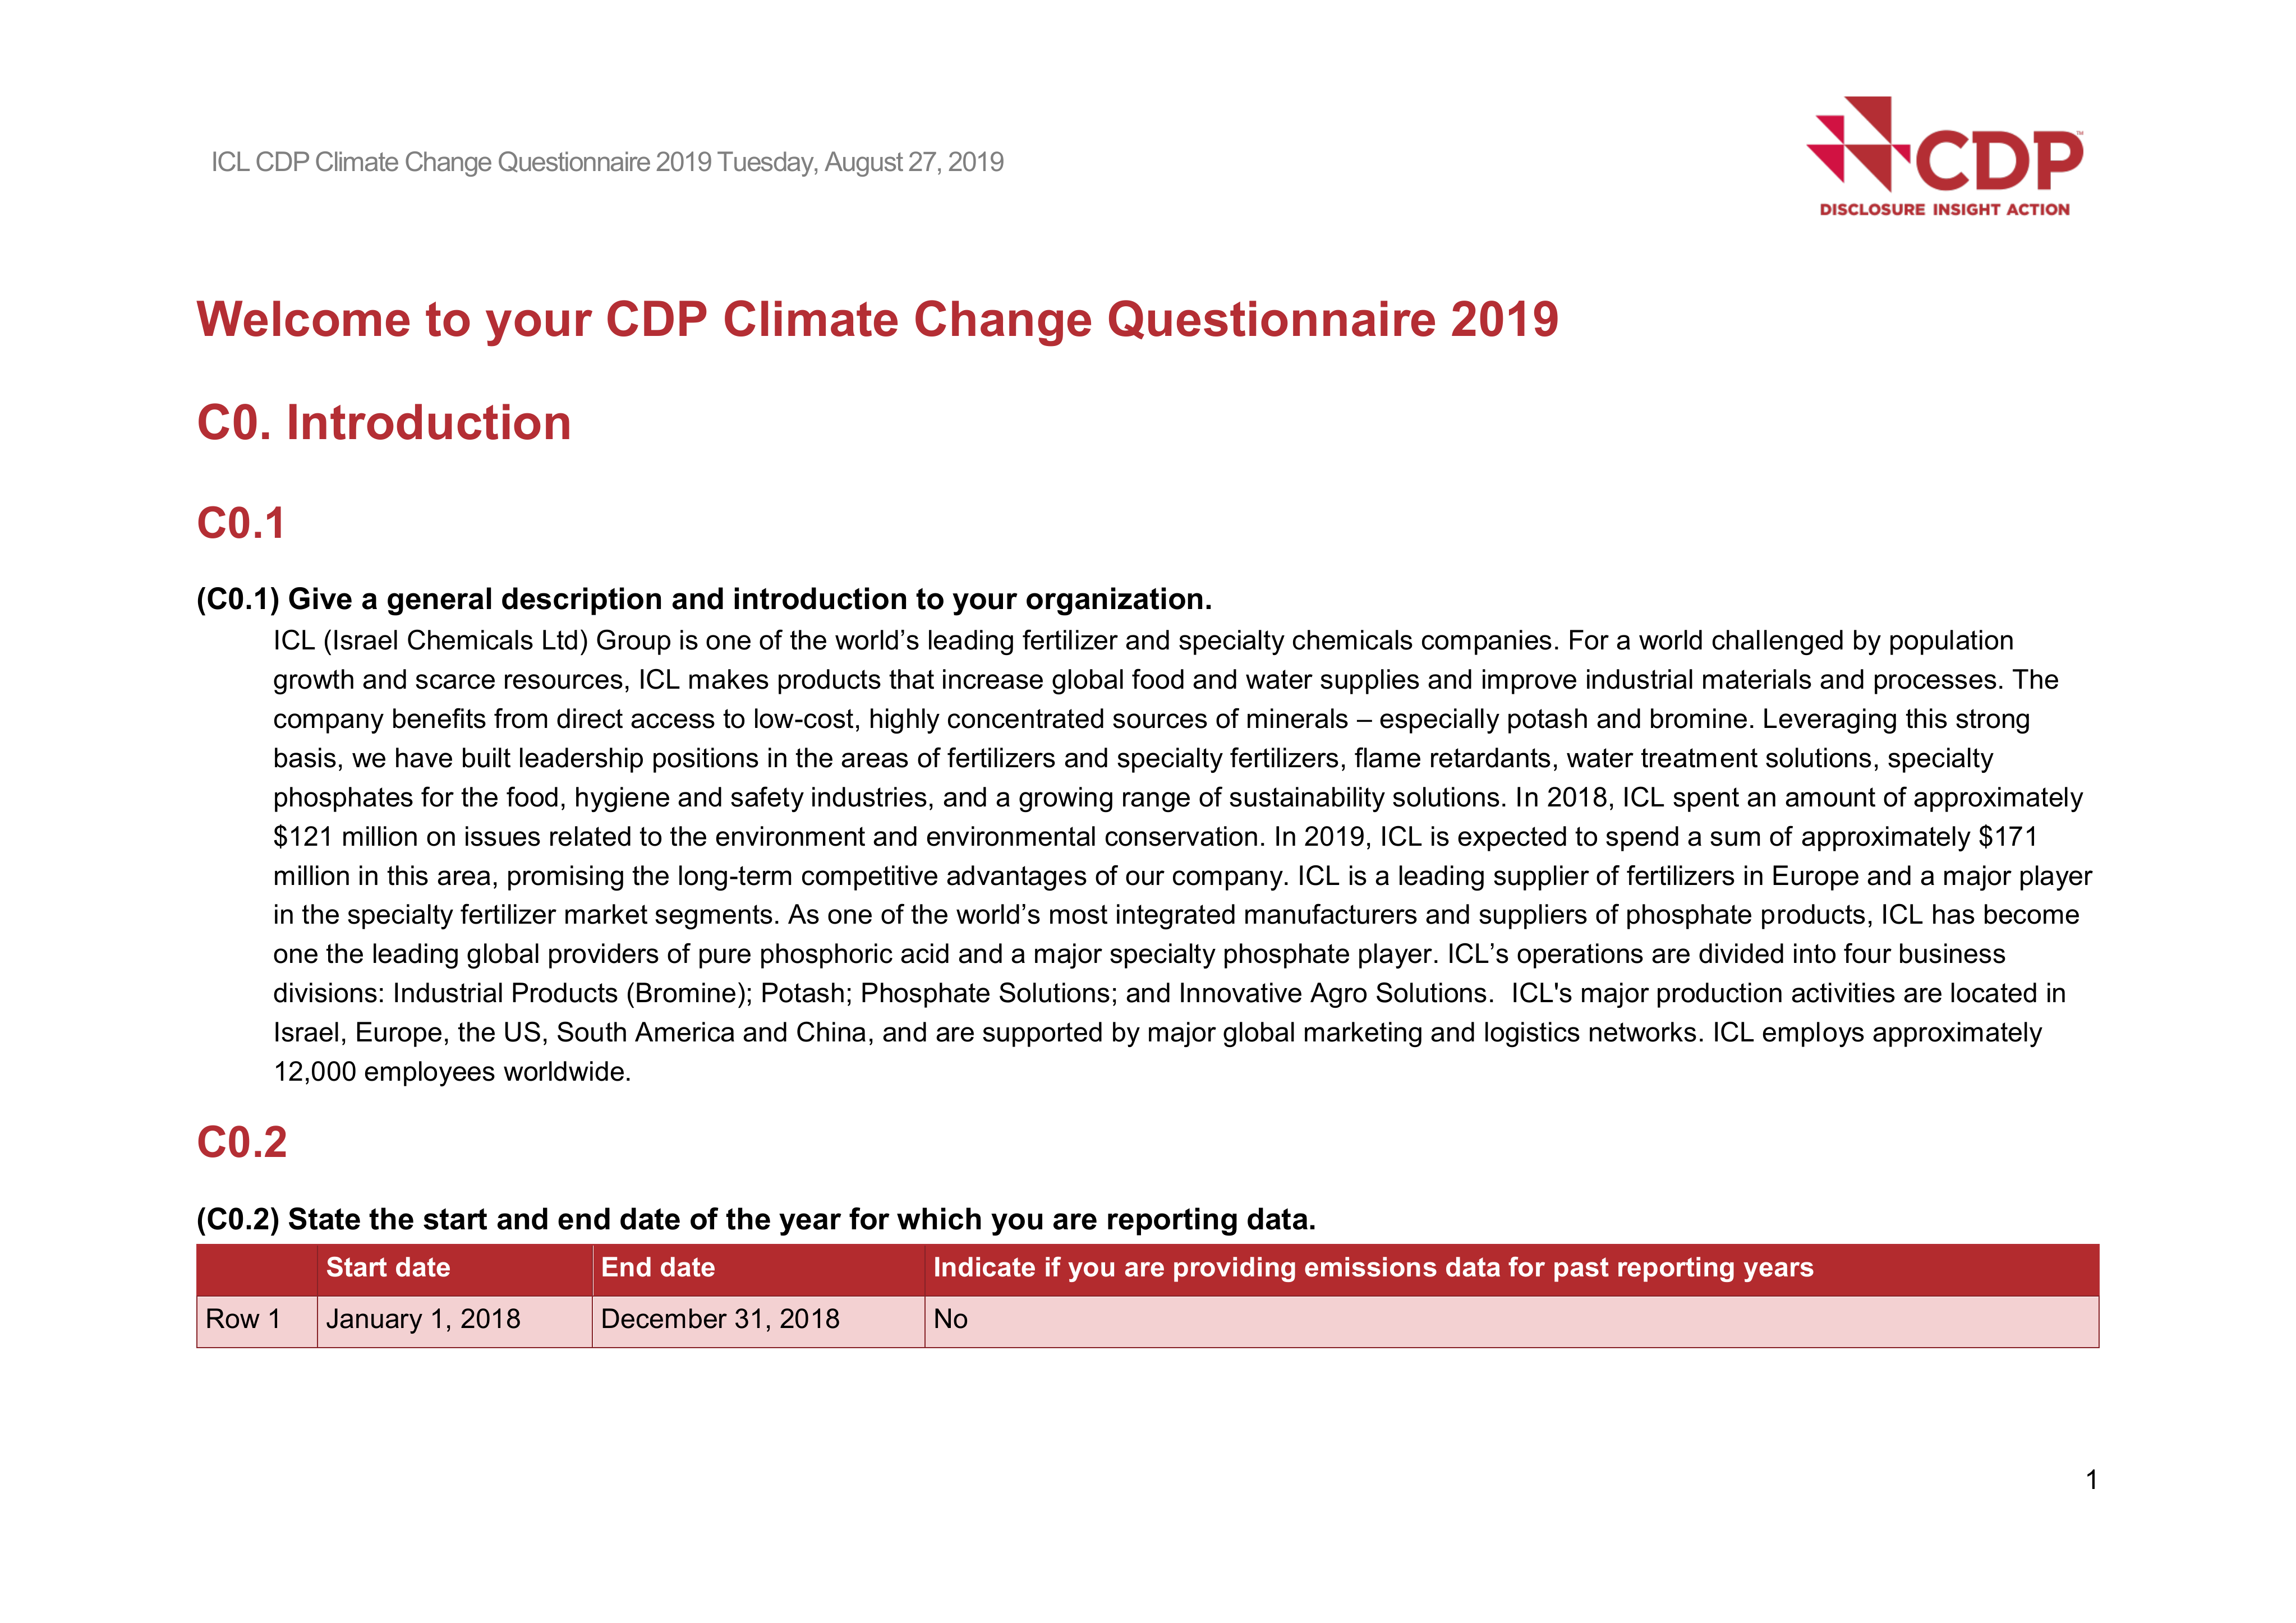 ICL CDP Climate Change Questionnaire 2019 Tuesday, August 27, 2019
CDP™
DISCLOSURE INSIGHT ACTION
Welcome to your CDP Climate Change Questionnaire 2019
C0. Introduction
C0.1
(C0.1) Give a general description and introduction to your organization.
ICL (Israel Chemicals Ltd) Group is one of the world’s leading fertilizer and specialty chemicals companies. For a world challenged by population
growth and scarce resources, ICL makes products that increase global food and water supplies and improve industrial materials and processes. The
company benefits from direct access to low-cost, highly concentrated sources of minerals – especially potash and bromine. Leveraging this strong
basis, we have built leadership positions in the areas of fertilizers and specialty fertilizers, flame retardants, water treatment solutions, specialty
phosphates for the food, hygiene and safety industries, and a growing range of sustainability solutions. In 2018, ICL spent an amount of approximately
$121 million on issues related to the environment and environmental conservation. In 2019, ICL is expected to spend a sum of approximately $171
million in this area, promising the long-term competitive advantages of our company. ICL is a leading supplier of fertilizers in Europe and a major player
in the specialty fertilizer market segments. As one of the world’s most integrated manufacturers and suppliers of phosphate products, ICL has become
one the leading global providers of pure phosphoric acid and a major specialty phosphate player. ICL’s operations are divided into four business
divisions: Industrial Products (Bromine); Potash; Phosphate Solutions; and Innovative Agro Solutions.  ICL's major production activities are located in
Israel, Europe, the US, South America and China, and are supported by major global marketing and logistics networks. ICL employs approximately
12,000 employees worldwide.
C0.2
(C0.2) State the start and end date of the year for which you are reporting data.
Start date End date Indicate if you are providing emissions data for past reporting years
Row 1 January 1, 2018 December 31, 2018 No
1